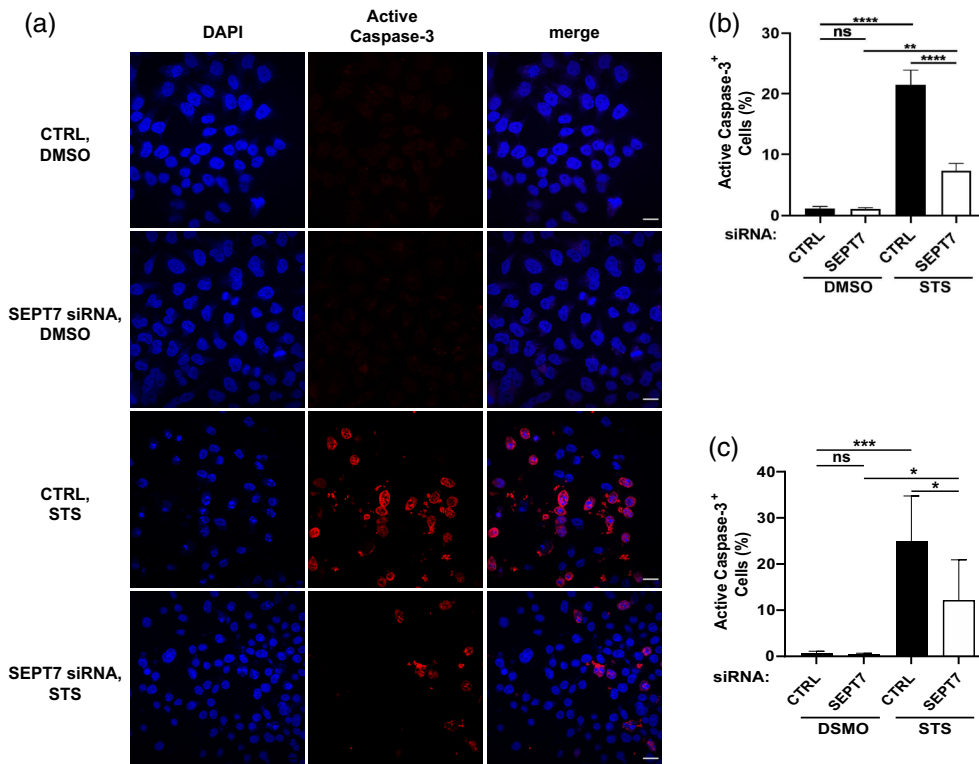 (a)
DAPI
Active
Caspase-3
merge
CTRL,
DMSO
SEPT7 siRNA,
DMSO
CTRL,
STS
SEPT7 siRNA,
STS
(b)
****
ns
**
****
30
20
10
0
Active Caspase-3+
Cells (%)
siRNA:
CTRL
SEPT7
CTRL
SEPT7
DMSO
STS
(c)
***
ns
*
*
40
30
20
10
0
Active Caspase-3+
Cells (%)
siRNA:
CTRL
SEPT7
CTRL
SEPT7
DSMO
STS